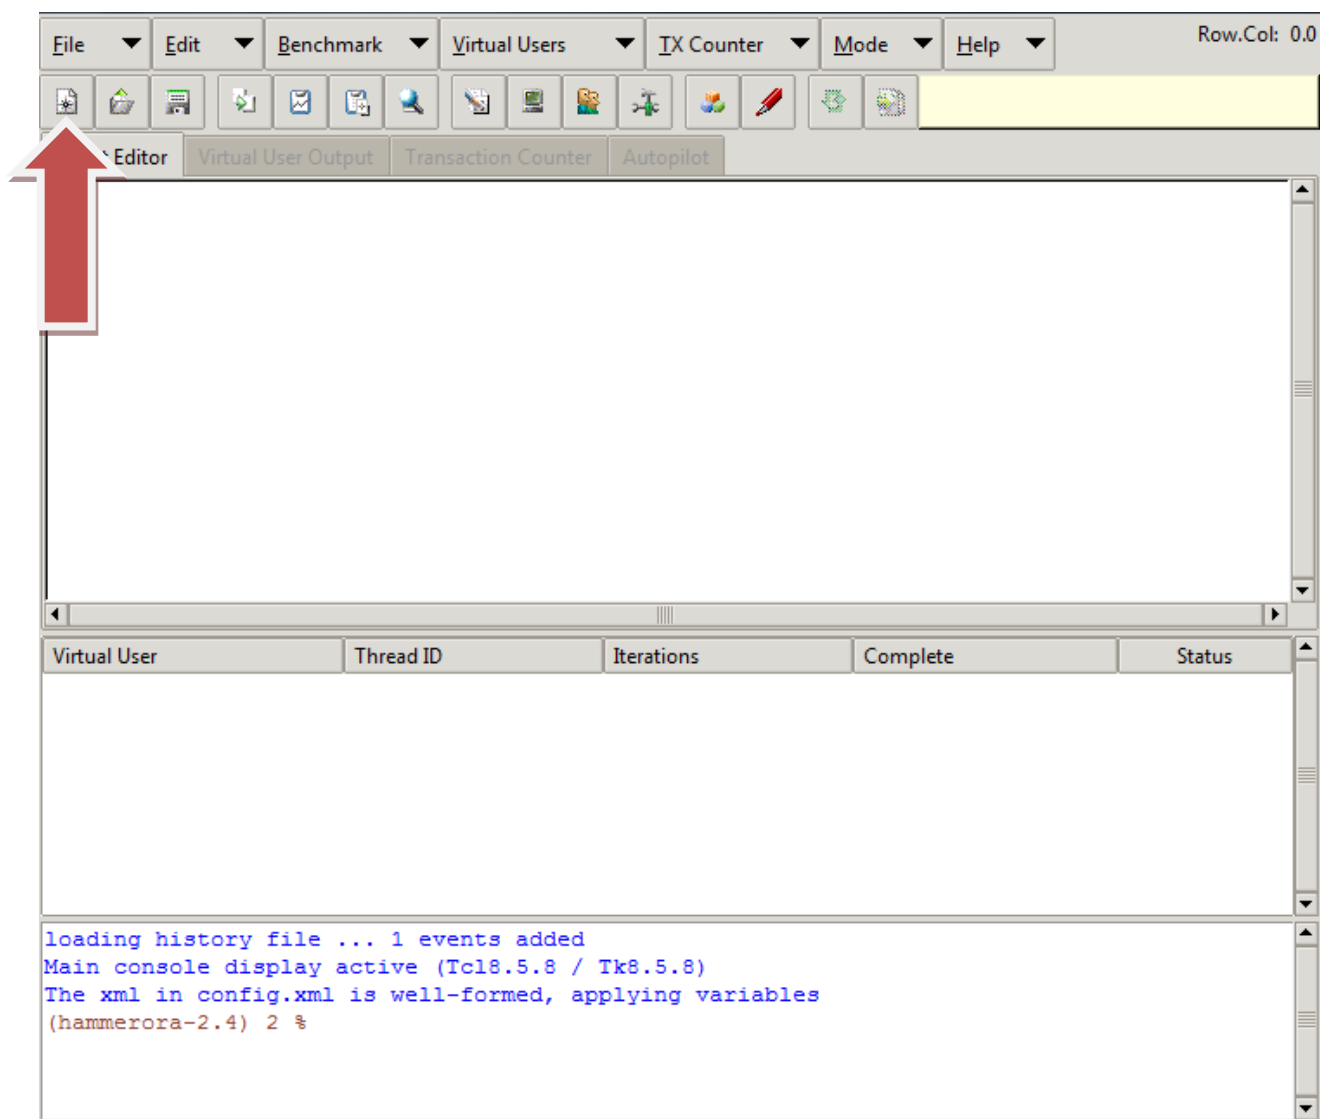 File Edit Benchmark Virtual Users TX Counter Mode Help Row.Col: 0.0
Editor Virtual User Output Transaction Counter Autopilot
Virtual User Thread ID Iterations Complete Status
loading history file ... 1 events added
Main console display active (Tcl8.5.8 / Tk8.5.8)
The xml in config.xml is well-formed, applying variables
(hammerora-2.4) 2 %